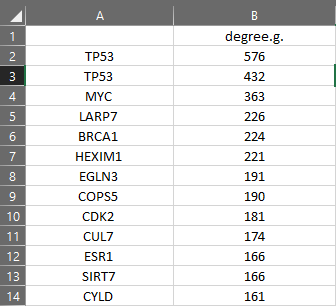 A B
1 degree.g.
2 TP53 576
3 TP53 432
4 MYC 363
5 LARP7 226
6 BRCA1 224
7 HEXIM1 221
8 EGLN3 191
9 COPS5 190
10 CDK2 181
11 CUL7 174
12 ESR1 166
13 SIRT7 166
14 CYLD 161